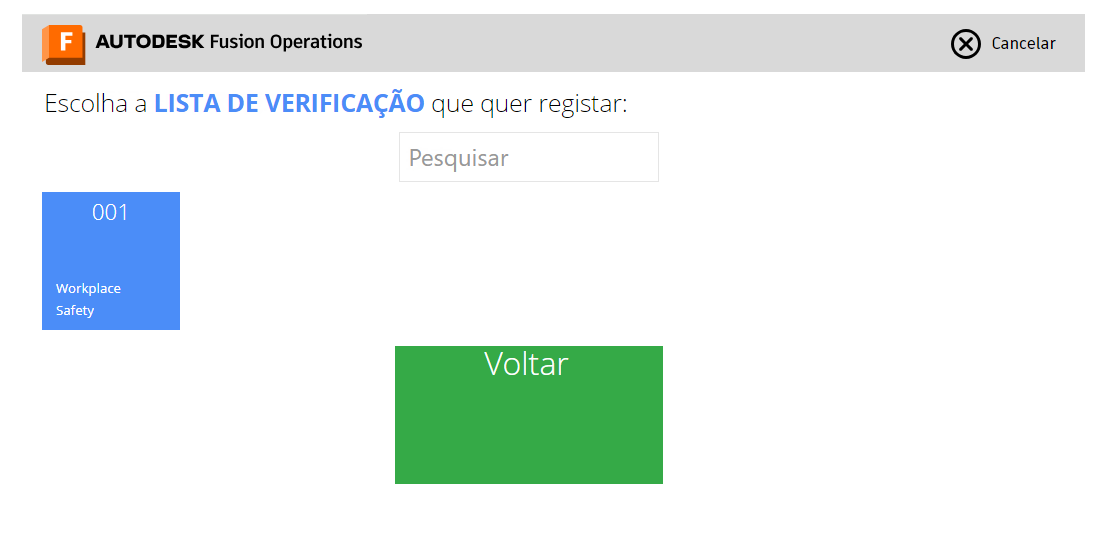 F AUTODESK Fusion Operations
Cancelar
Escolha a LISTA DE VERIFICAÇÃO que quer registar:
Pesquisar
001
Workplace
Safety
Voltar